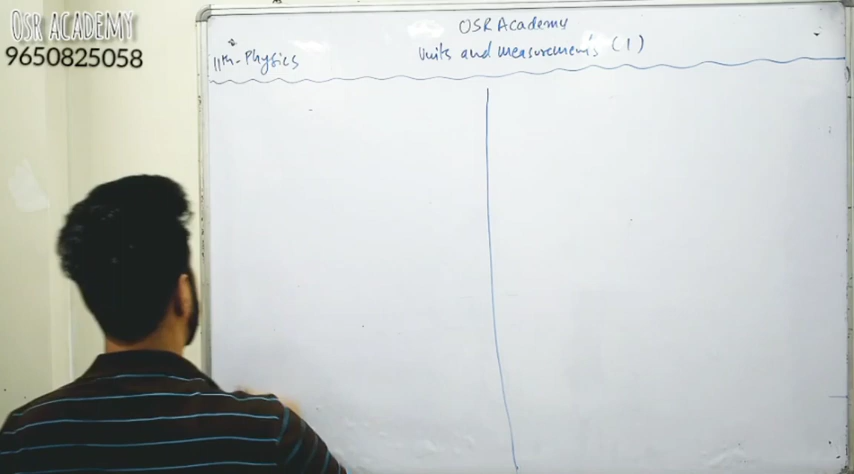 OSR ACADEMY
9650825058
OSR Academy
11th-Physics
Units and measurements (1)